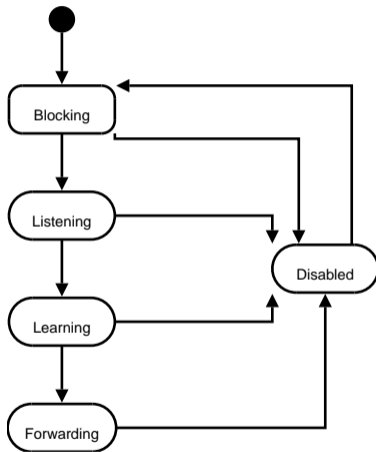 Blocking
Listening
Disabled
Learning
Forwarding